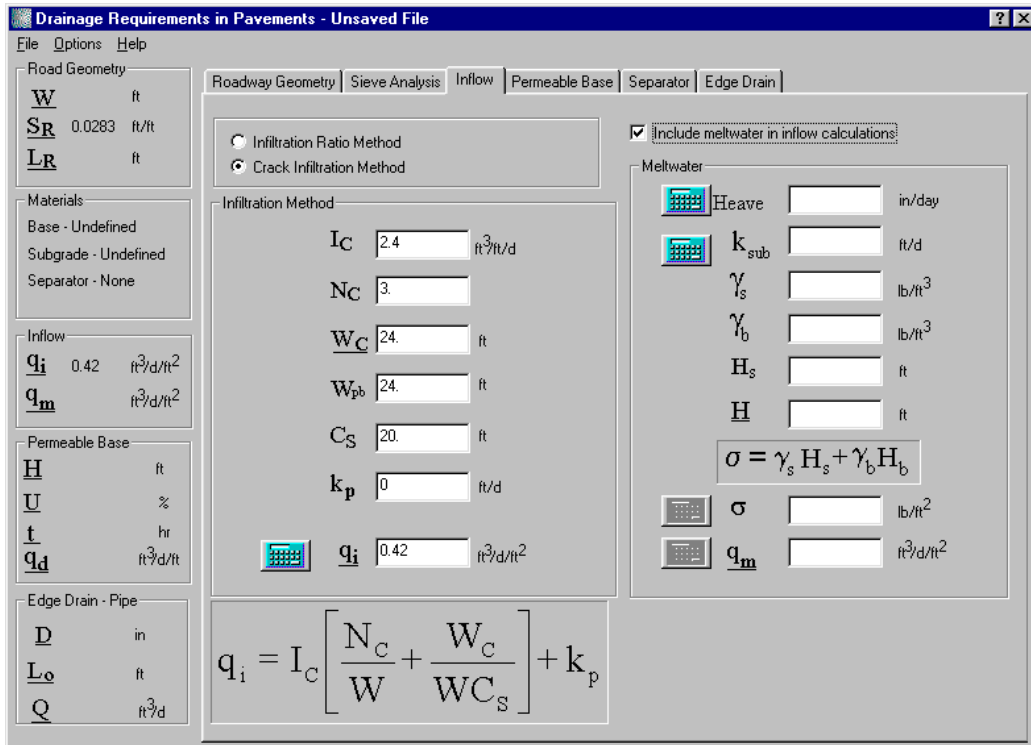 Drainage Requirements in Pavements - Unsaved File
File Options Help
Road Geometry
W ft
SR 0.0283 ft/ft
LR ft
Materials
Base - Undefined
Subgrade - Undefined
Separator - None
Inflow
qi 0.42 ft3/d/ft2
qm ft3/d/ft2
Permeable Base
H ft
U %
t hr
qd ft3/d/ft
Edge Drain - Pipe
D in
Lo ft
Q ft3/d
Roadway Geometry Sieve Analysis Inflow Permeable Base Separator Edge Drain
Infiltration Ratio Method
Crack Infiltration Method
Infiltration Method
IC 2.4 ft3/ft/d
NC 3.
WC 24. ft
Wpb 24. ft
CS 20. ft
kp 0 ft/d
qi 0.42 ft3/d/ft2
qi = IC [ NC/W + WC/WCS ] + kp
Include meltwater in inflow calculations
Meltwater
Heave in/day
ksub ft/d
γs lb/ft3
γb lb/ft3
Hs ft
H ft
σ = γs Hs + γb Hb
σ lb/ft2
qm ft3/d/ft2